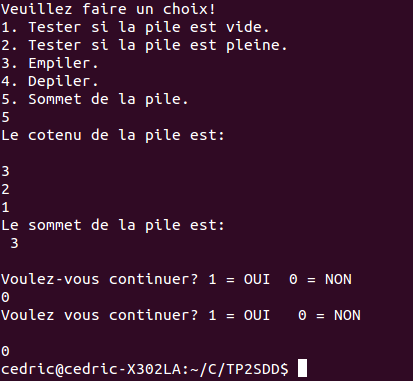 Veuillez faire un choix!
1. Tester si la pile est vide.
2. Tester si la pile est pleine.
3. Empiler.
4. Depiler.
5. Sommet de la pile.
5
Le cotenu de la pile est:
3
2
1
Le sommet de la pile est:
3
Voulez-vous continuer? 1 = OUI  0 = NON
0
Voulez vous continuer 1 = OUI   0 = NON
0
cedric@cedric-X302LA:~/C/TP2SDD$